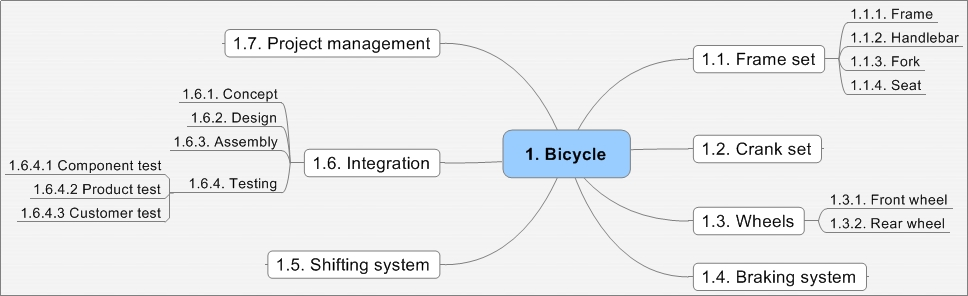 1. Bicycle
1.1. Frame set
1.1.1. Frame
1.1.2. Handlebar
1.1.3. Fork
1.1.4. Seat
1.2. Crank set
1.3. Wheels
1.3.1. Front wheel
1.3.2. Rear wheel
1.4. Braking system
1.5. Shifting system
1.6. Integration
1.6.1. Concept
1.6.2. Design
1.6.3. Assembly
1.6.4. Testing
1.6.4.1 Component test
1.6.4.2 Product test
1.6.4.3 Customer test
1.7. Project management